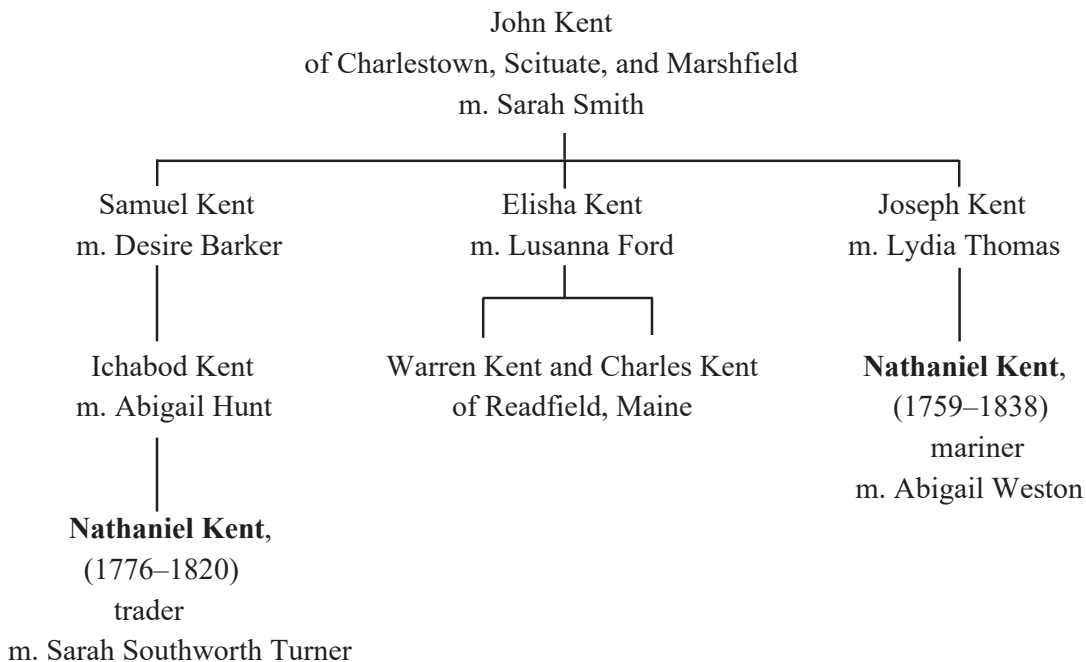 John Kent
of Charlestown, Scituate, and Marshfield
m. Sarah Smith
Samuel Kent
m. Desire Barker
Elisha Kent
m. Lusanna Ford
Joseph Kent
m. Lydia Thomas
Ichabod Kent
m. Abigail Hunt
Warren Kent and Charles Kent
of Readfield, Maine
Nathaniel Kent,
(1759–1838)
mariner
m. Abigail Weston
Nathaniel Kent,
(1776–1820)
trader
m. Sarah Southworth Turner